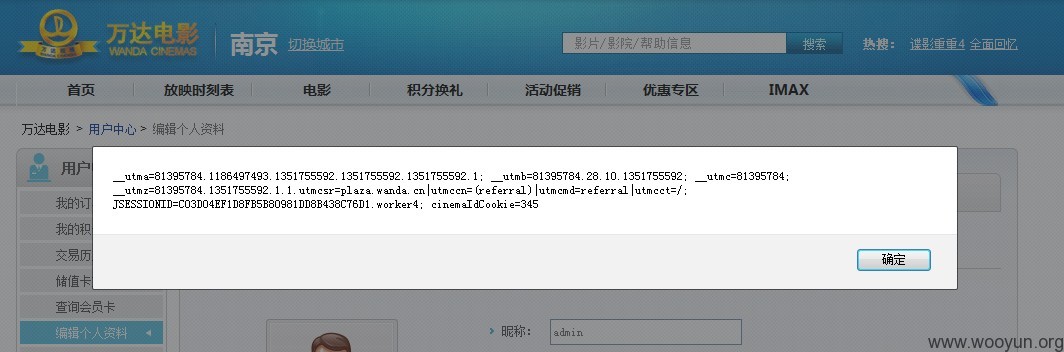 万达电影
WANDA CINEMAS
南京 切换城市
影片/影院/帮助信息 搜索 热搜： 谍影重重4 全面回忆
首页 放映时刻表 电影 积分换礼 活动促销 优惠专区 IMAX
万达电影 > 用户中心 > 编辑个人资料
用户
__utma=81395784.1186497493.1351755592.1351755592.1351755592.1; __utmb=81395784.28.10.1351755592; __utmc=81395784;
__utmz=81395784.1351755592.1.1.utmcsr=plaza.wanda.cn|utmccn=(referral)|utmcmd=referral|utmcct=/;
JSESSIONID=C03D04EF1D8FB5B80981DD8B438C76D1.worker4; cinemaIdCookie=345
确定
我的订
我的积
交易历
储值卡
查询会员卡
编辑个人资料
昵称： admin
www.wooyun.org